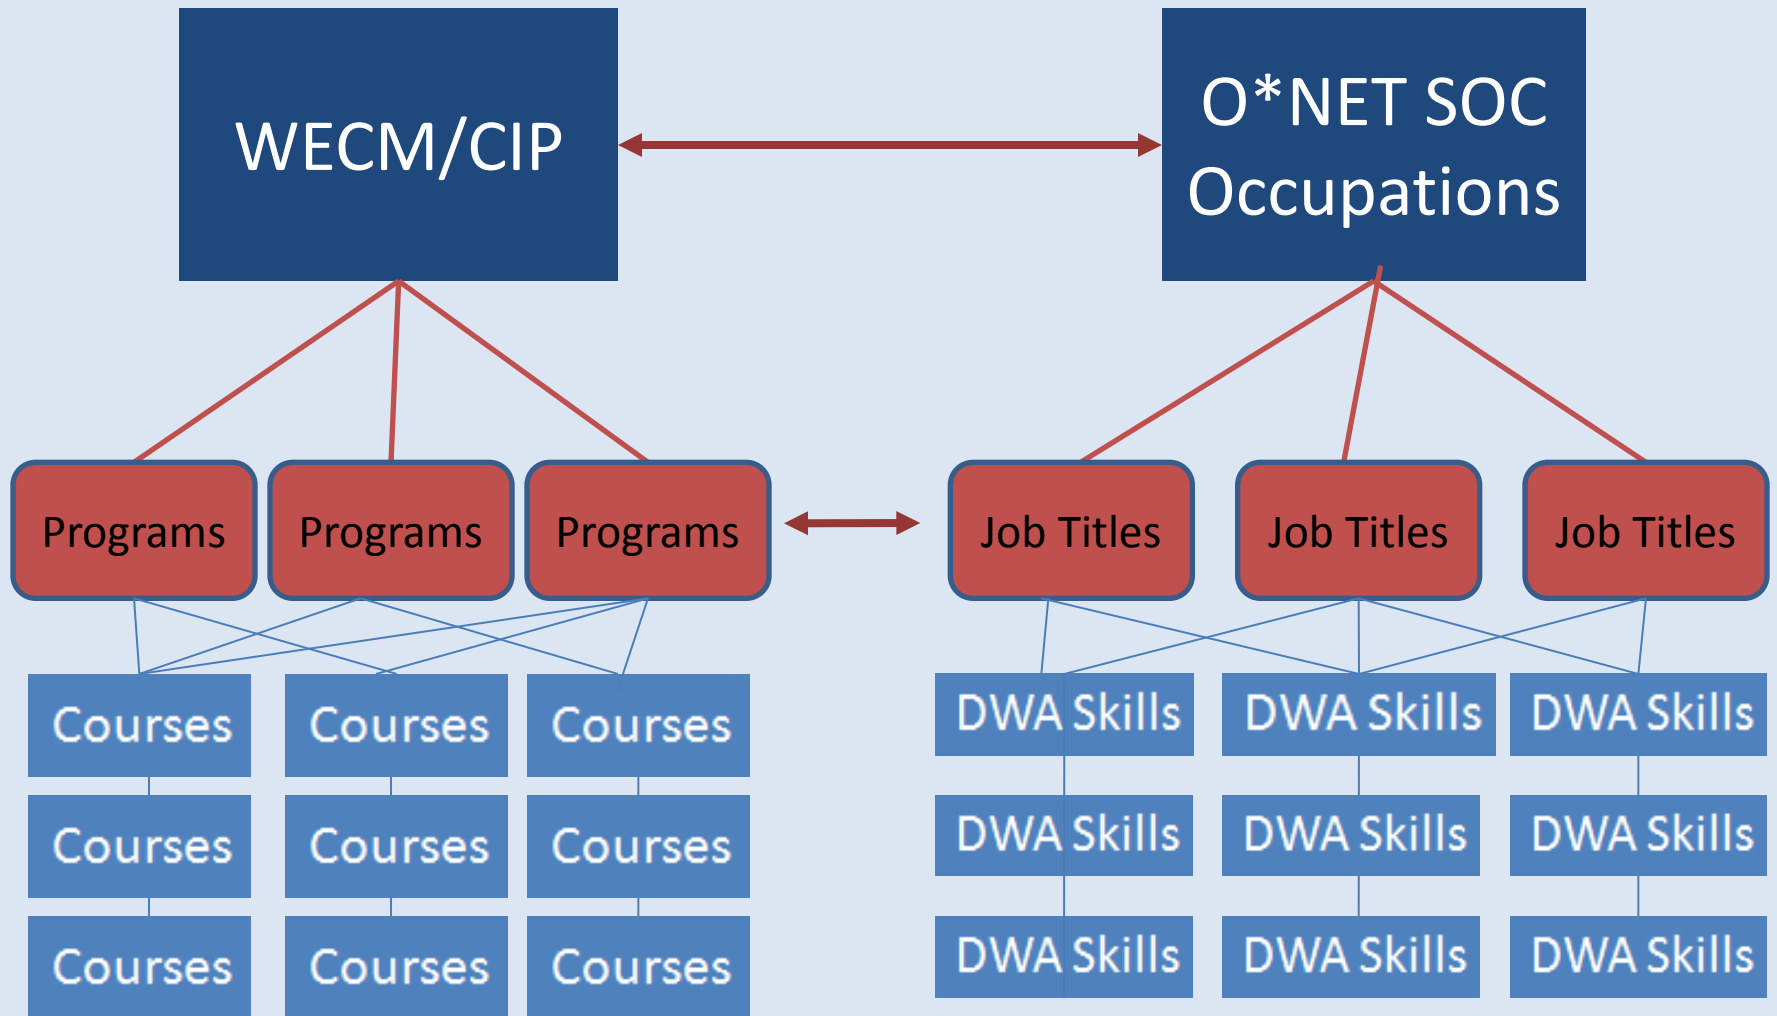 WECM/CIP
O*NET SOC
Occupations
Programs
Programs
Programs
Job Titles
Job Titles
Job Titles
Courses
Courses
Courses
DWA Skills
DWA Skills
DWA Skills
Courses
Courses
Courses
DWA Skills
DWA Skills
DWA Skills
Courses
Courses
Courses
DWA Skills
DWA Skills
DWA Skills